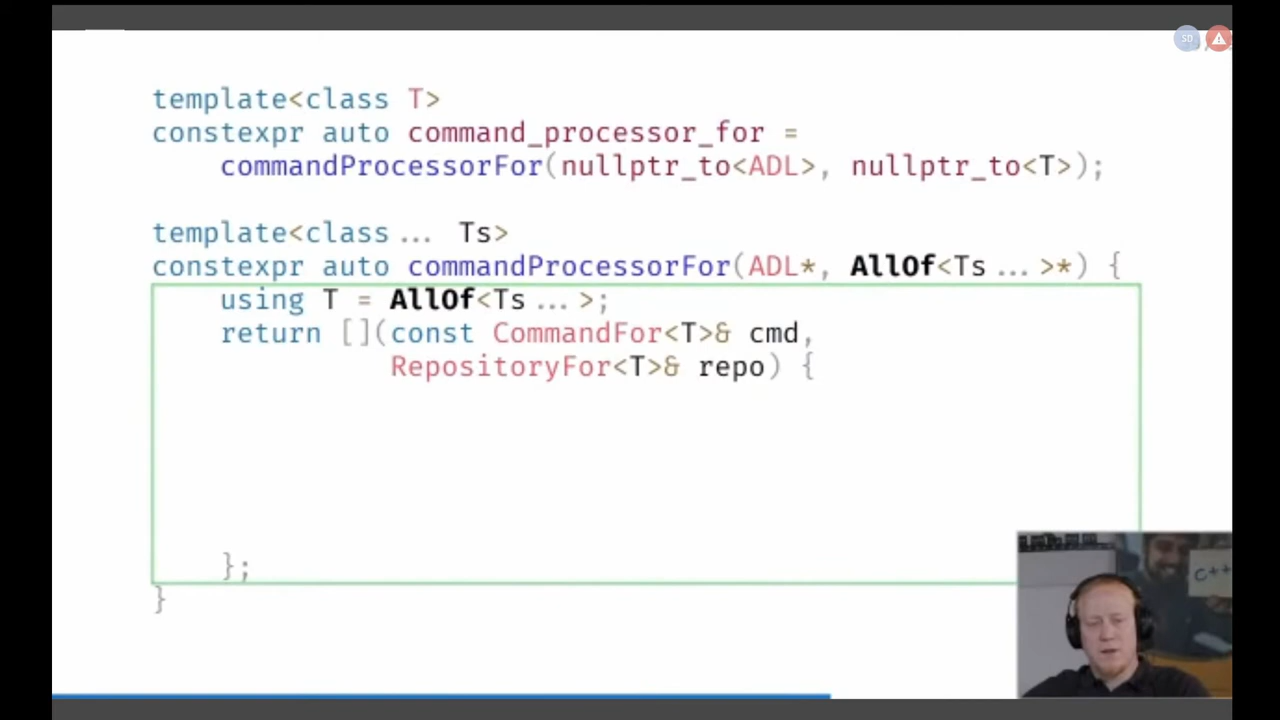 SD
template<class T>
constexpr auto command_processor_for =
    commandProcessorFor(nullptr_to<ADL>, nullptr_to<T>);
template<class ... Ts>
constexpr auto commandProcessorFor(ADL*, AllOf<Ts ... >*) {
    using T = AllOf<Ts ... >;
    return [](const CommandFor<T>& cmd,
              RepositoryFor<T>& repo) {
    };
}
C++